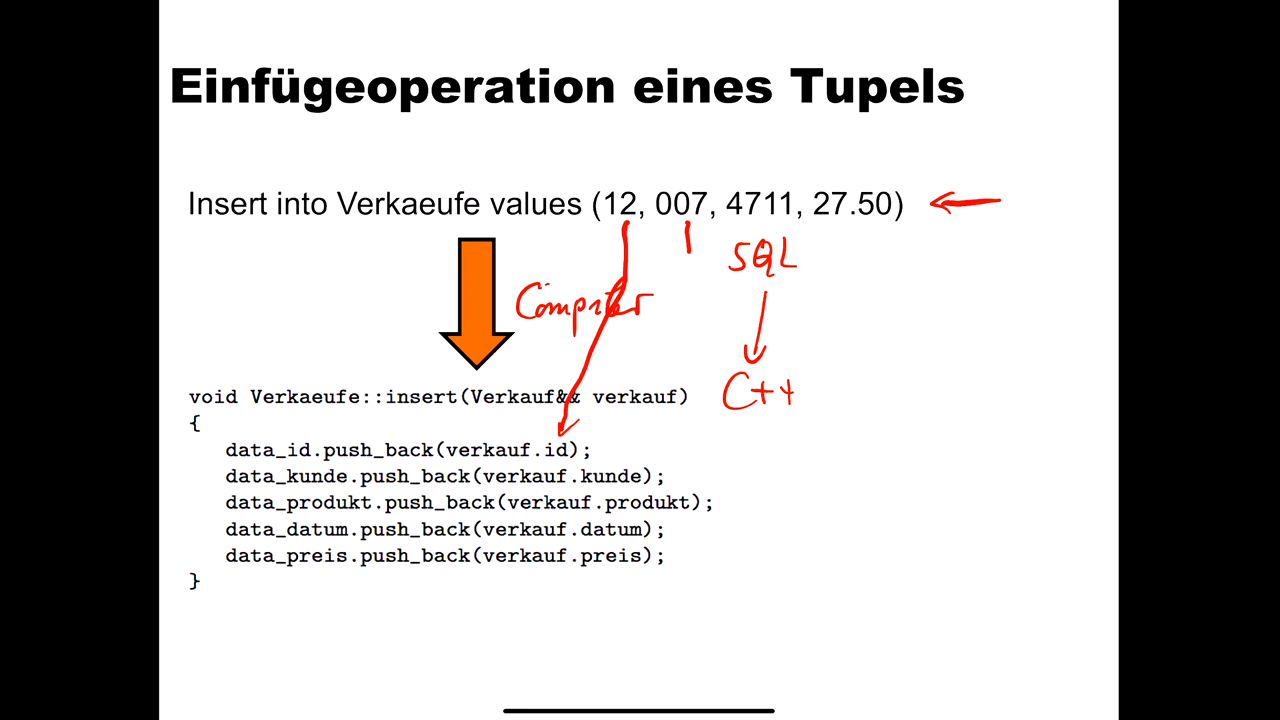 Einfügeoperation eines Tupels
Insert into Verkaeufe values (12, 007, 4711, 27.50)
SQL
Computer
void Verkaeufe::insert(Verkauf&& verkauf)
C++
{
data_id.push_back(verkauf.id);
data_kunde.push_back(verkauf.kunde);
data_produkt.push_back(verkauf.produkt);
data_datum.push_back(verkauf.datum);
data_preis.push_back(verkauf.preis);
}